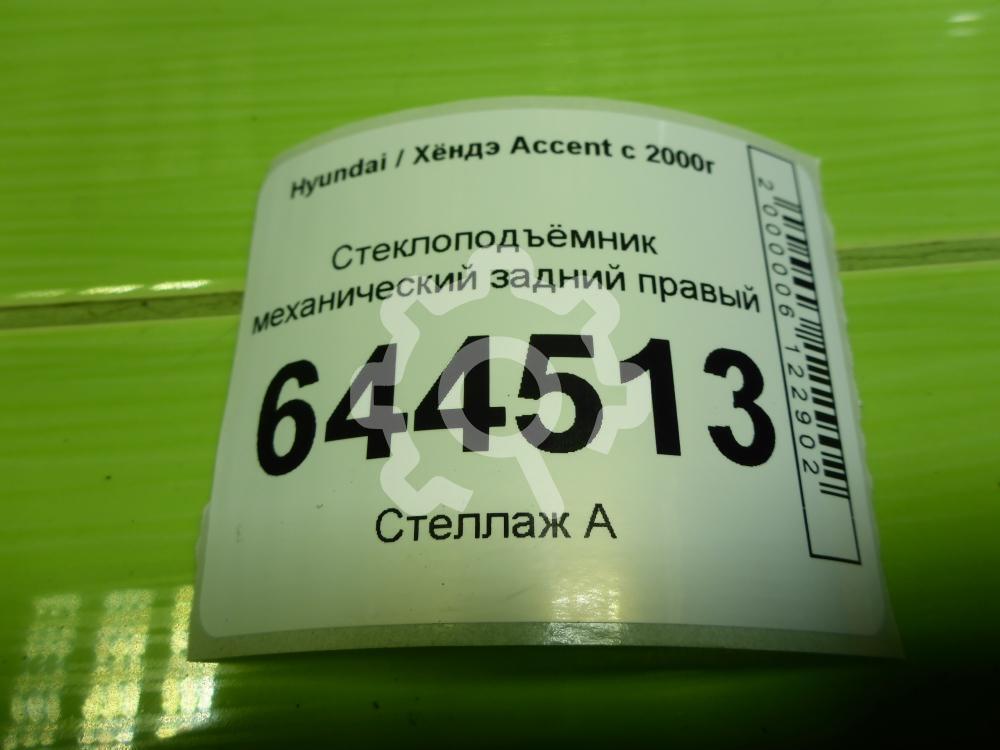 Hyundai / Хёндэ Accent с 2000г
Стеклоподъёмник
механический задний правый
644513
Стеллаж А
2000006122902